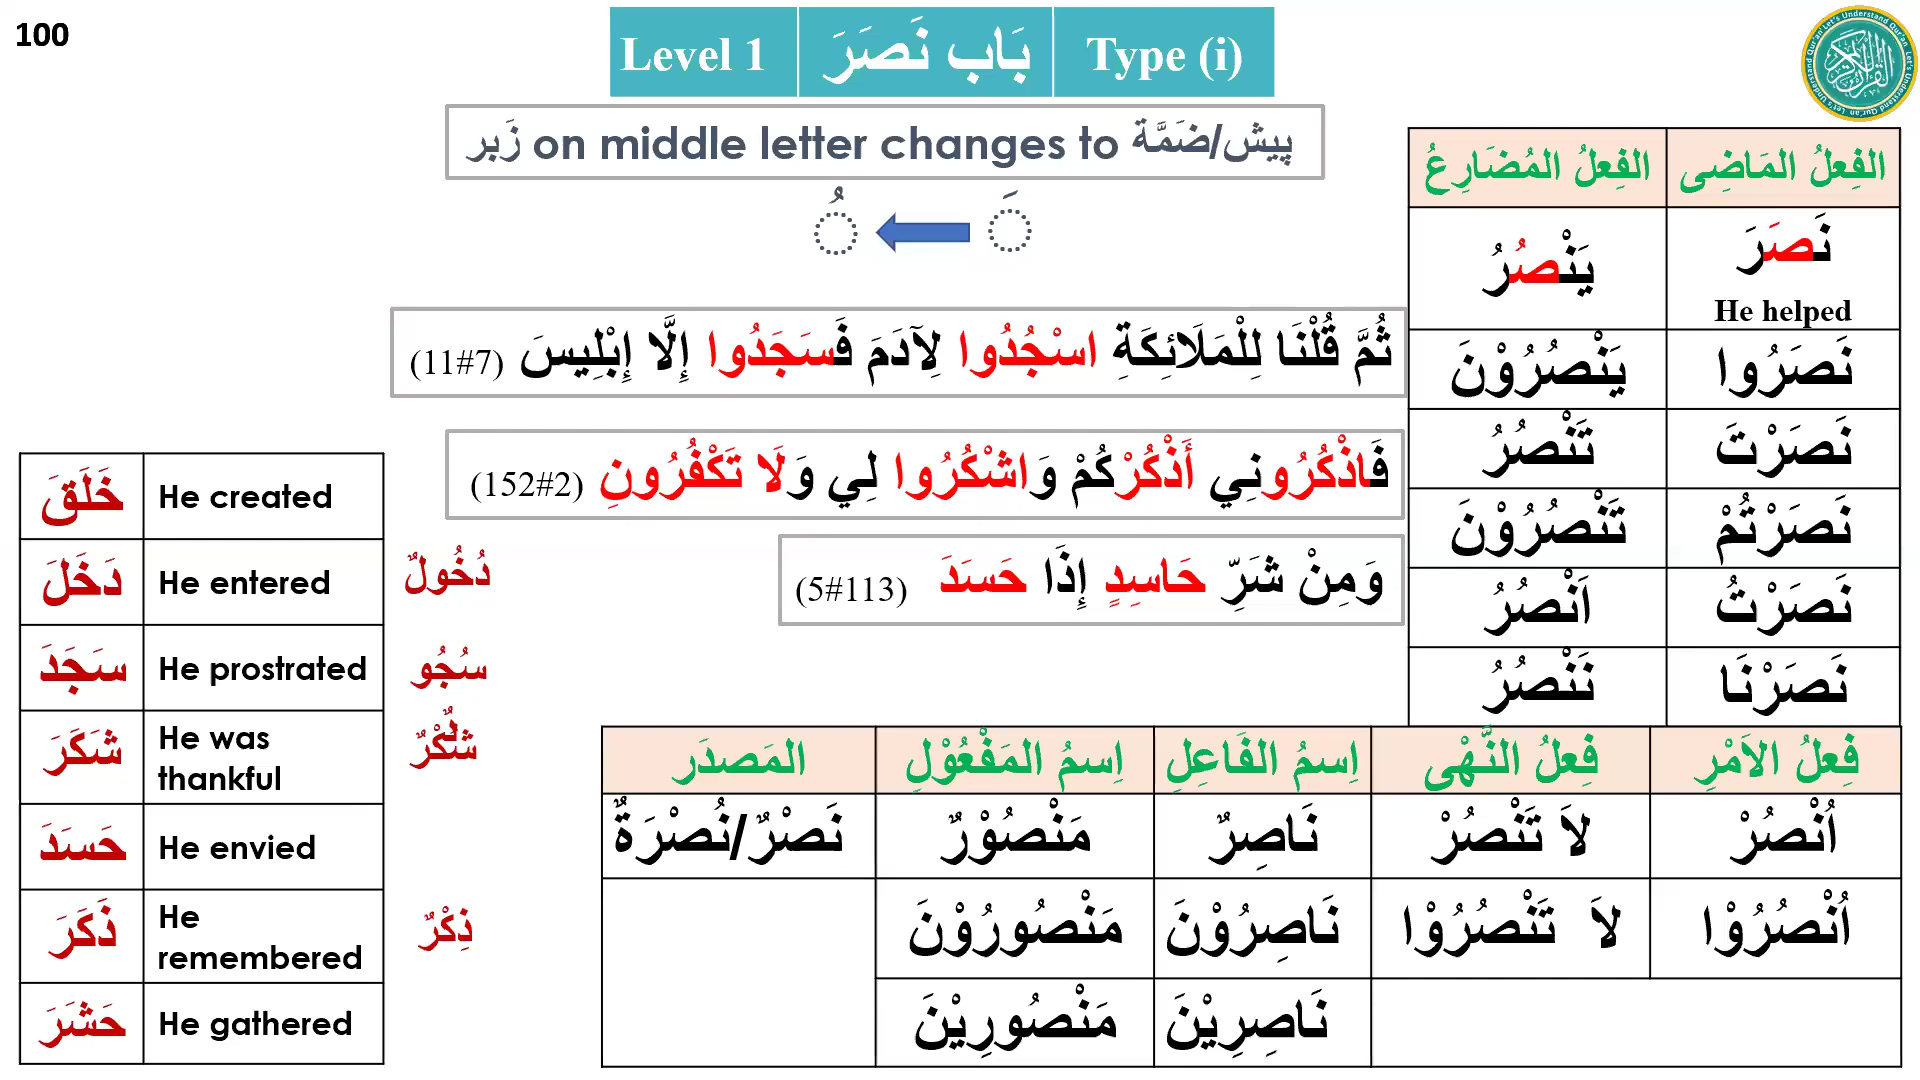 100
Level 1 بَاب نَصَرَ Type (i)
زَبر on middle letter changes to پیش/ضَمَّة
الفِعلُ المَاضِى الفِعلُ المُضَارِعُ
نَصَرَ يَنْصُرُ
He helped
نَصَرُوا يَنْصُرُوْنَ
نَصَرْتَ تَنْصُرُ
نَصَرْتُمْ تَنْصُرُوْنَ
نَصَرْتُ اَنْصُرُ
نَصَرْنَا نَنْصُرُ
ثُمَّ قُلْنَا لِلْمَلَائِكَةِ اسْجُدُوا لِآدَمَ فَسَجَدُوا إِلَّا إِبْلِيسَ (11#7)
فَاذْكُرُونِي أَذْكُرْكُمْ وَاشْكُرُوا لِي وَلَا تَكْفُرُونِ (152#2)
وَمِنْ شَرِّ حَاسِدٍ إِذَا حَسَدَ (5#113)
خَلَقَ He created
دَخَلَ He entered دُخُولٌ
سَجَدَ He prostrated سُجُو
شَكَرَ He was thankful شُكْرٌ
حَسَدَ He envied
ذَكَرَ He remembered ذِكْرٌ
حَشَرَ He gathered
فِعلُ الاَمْرِ فِعلُ النَّهْى اِسمُ الفَاعِلِ اِسمُ المَفْعُوْلِ المَصدَر
اُنْصُرْ لاَ تَنْصُرْ نَاصِرٌ مَنْصُوْرٌ نَصْرٌ/نُصْرَةٌ
اُنْصُرُوْا لاَ تَنْصُرُوْا نَاصِرُوْنَ مَنْصُورُوْنَ
نَاصِرِيْنَ مَنْصُورِيْنَ